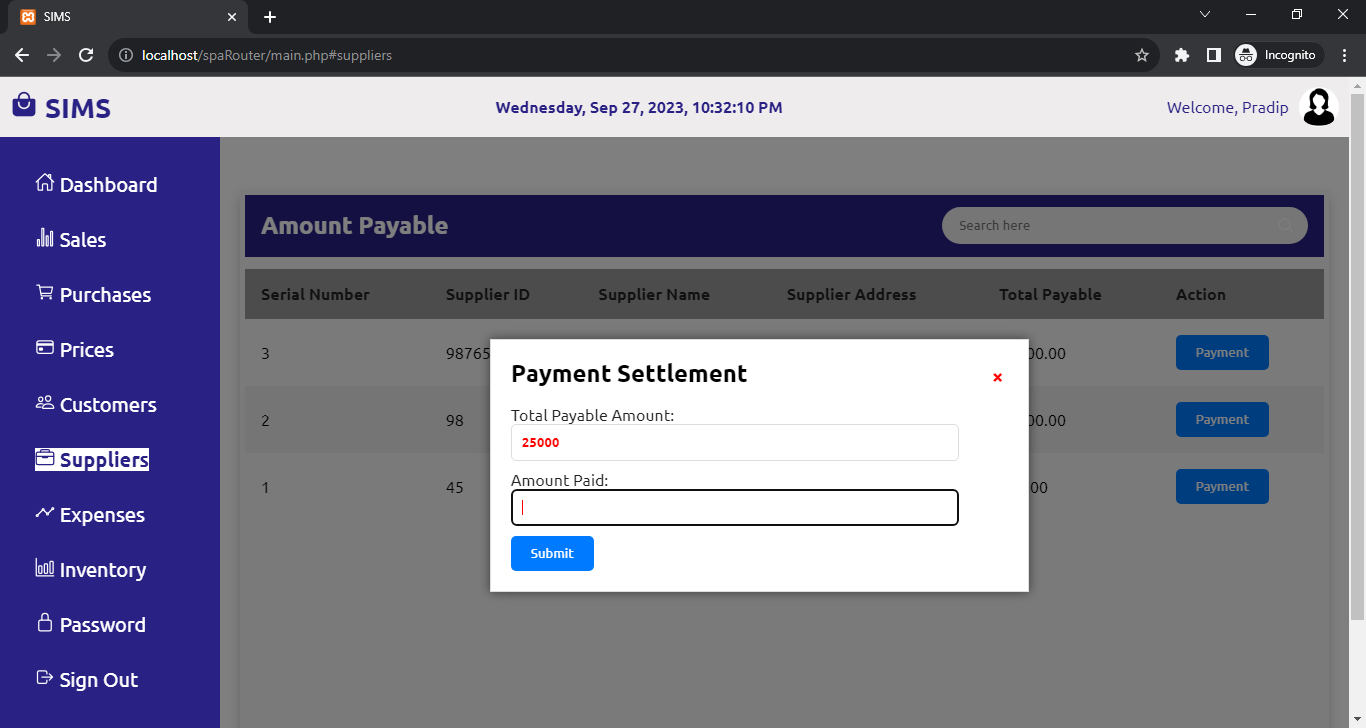 SIMS
localhost/spaRouter/main.php#suppliers
Incognito
SIMS
Wednesday, Sep 27, 2023, 10:32:10 PM
Welcome, Pradip
Dashboard
Sales
Purchases
Prices
Customers
Suppliers
Expenses
Inventory
Password
Sign Out
Amount Payable
Search here
Serial Number Supplier ID Supplier Name Supplier Address Total Payable Action
3 98765 00.00 Payment
2 98 00.00 Payment
1 45 00 Payment
Payment Settlement
×
Total Payable Amount:
25000
Amount Paid:
Submit